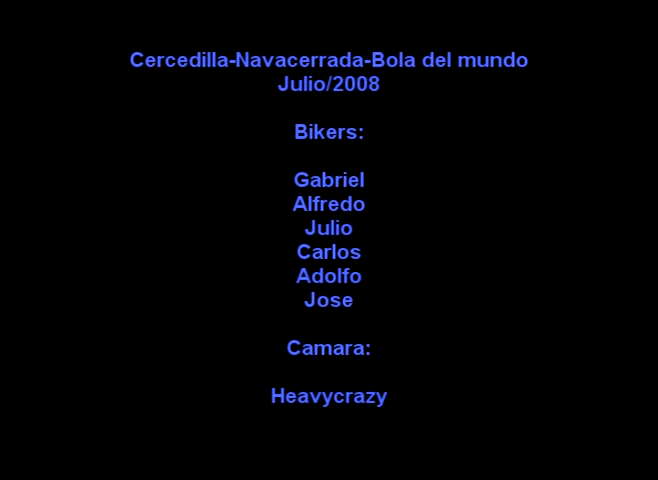 Cercedilla-Navacerrada-Bola del mundo
Julio/2008
Bikers:
Gabriel
Alfredo
Julio
Carlos
Adolfo
Jose
Camara:
Heavycrazy